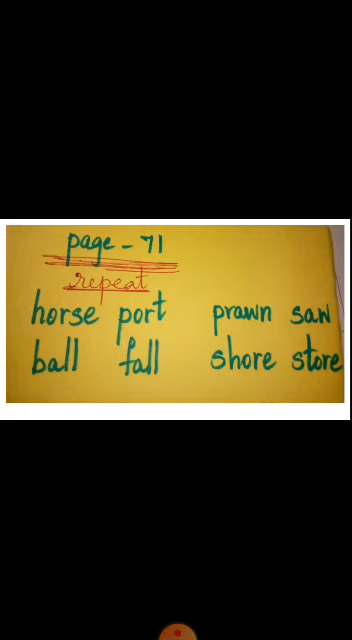 page - 71
repeat
horse port prawn saw
ball fall shore store